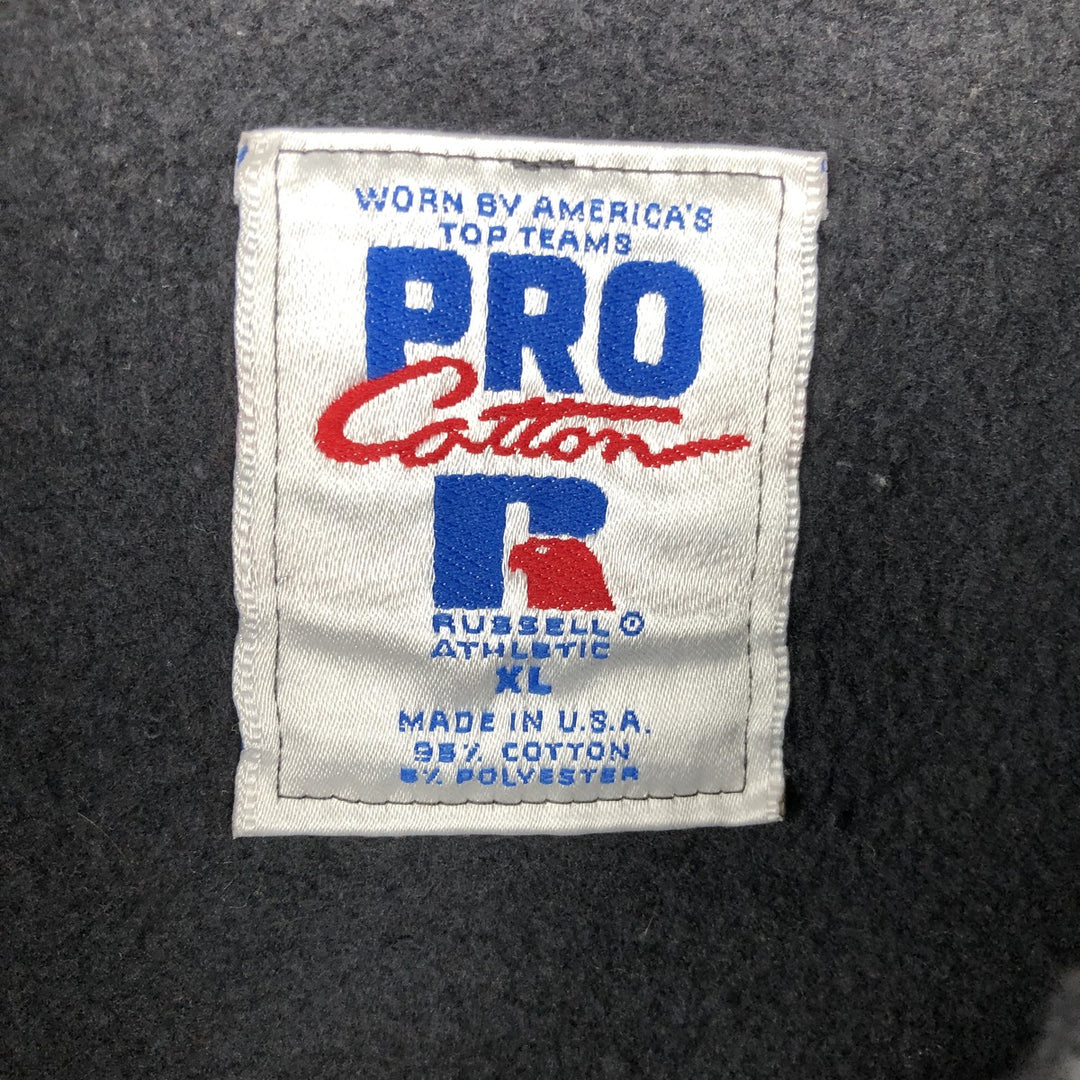 WORN BY AMERICA'S
TOP TEAMS
PRO
Cotton
R
RUSSELL ®
ATHLETIC
XL
MADE IN U.S.A.
95% COTTON
5% POLYESTER